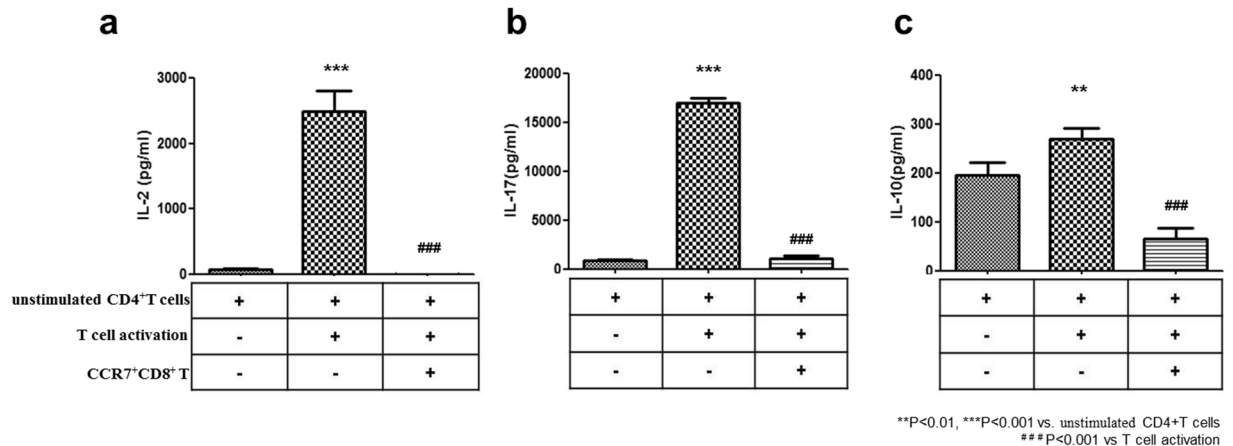 a
b
c
IL-2 (pg/ml)
3000
2000
1000
0
***
###
IL-17(pg/ml)
20000
15000
10000
5000
0
***
###
IL-10(pg/ml)
400
300
200
100
0
**
###
unstimulated CD4⁺T cells + + + + + + + + +
T cell activation - + + - + + - + +
CCR7⁺CD8⁺ T - - + - - + - - +
**P<0.01, ***P<0.001 vs. unstimulated CD4+T cells
###P<0.001 vs T cell activation